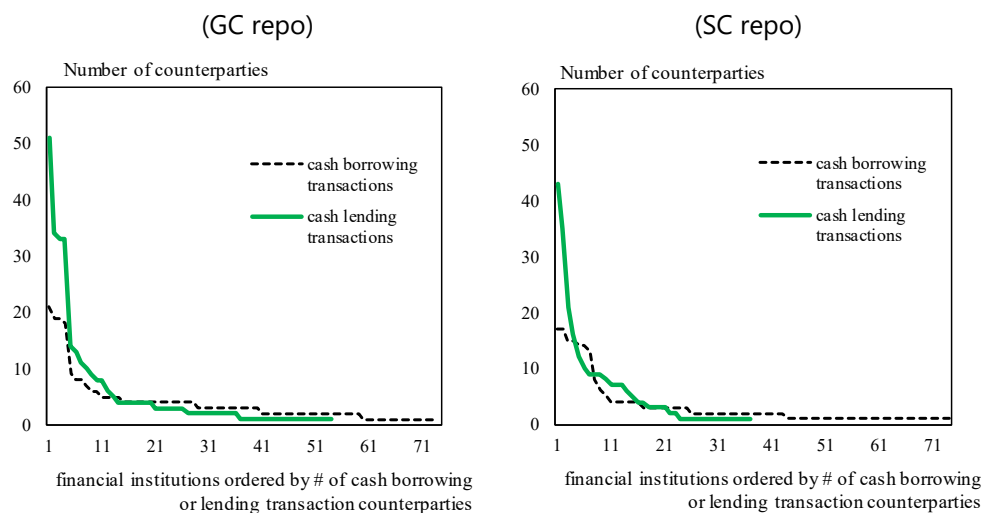 (GC repo)
Number of counterparties
60
50
40
30
20
10
0
cash borrowing
transactions
cash lending
transactions
1 11 21 31 41 51 61 71
financial institutions ordered by # of cash borrowing
or lending transaction counterparties
(SC repo)
Number of counterparties
60
50
40
30
20
10
0
cash borrowing
transactions
cash lending
transactions
1 11 21 31 41 51 61 71
financial institutions ordered by # of cash borrowing
or lending transaction counterparties